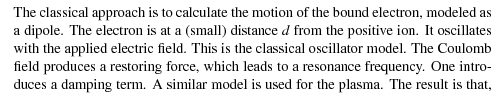 The classical approach is to calculate the motion of the bound electron, modeled as
a dipole. The electron is at a (small) distance d from the positive ion. It oscillates
with the applied electric field. This is the classical oscillator model. The Coulomb
field produces a restoring force, which leads to a resonance frequency. One intro-
duces a damping term. A similar model is used for the plasma. The result is that,